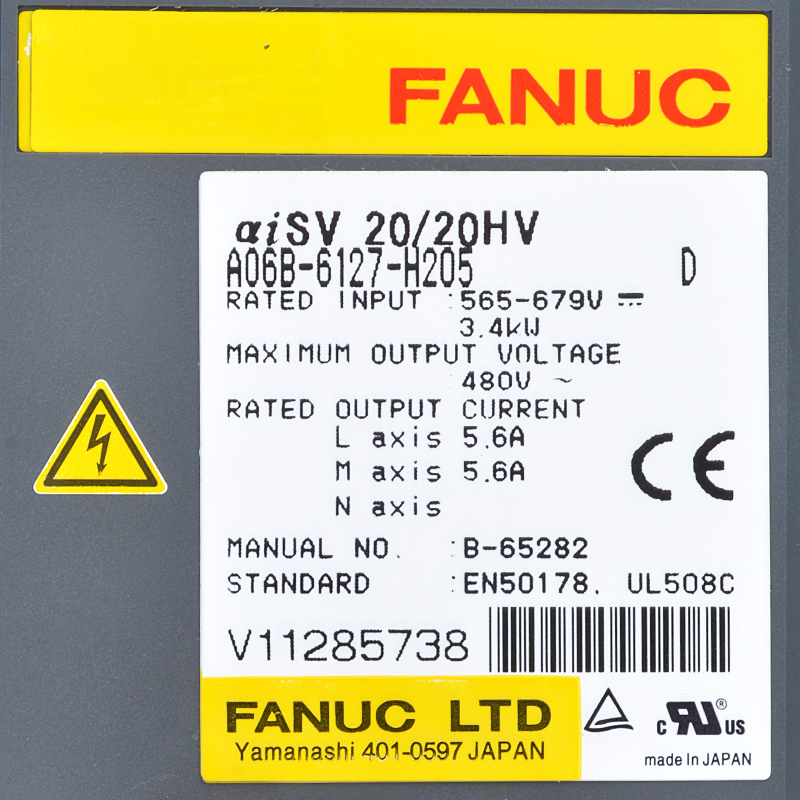 FANUC
αiSV 20/20HV
A06B-6127-H205 D
RATED INPUT :565-679V ⎓
3.4kW
MAXIMUM OUTPUT VOLTAGE
480V ~
RATED OUTPUT CURRENT
L axis 5.6A
M axis 5.6A
N axis
CE
MANUAL NO. :B-65282
STANDARD :EN50178. UL508C
V11285738
FANUC LTD
Yamanashi 401-0597 JAPAN
c RU® US
made in JAPAN